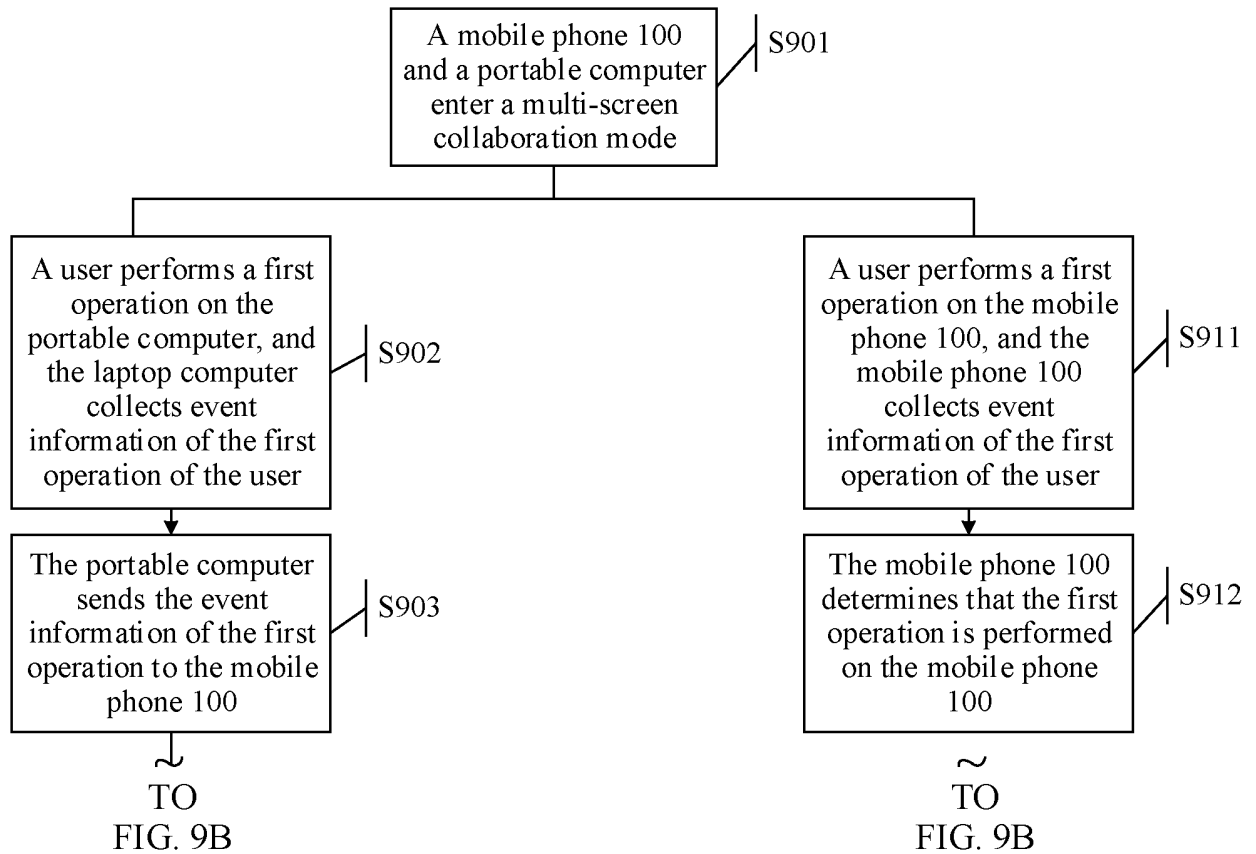 A mobile phone 100
and a portable computer
enter a multi-screen
collaboration mode
S901
A user performs a first
operation on the
portable computer, and
the laptop computer
collects event
information of the first
operation of the user
S902
The portable computer
sends the event
information of the first
operation to the mobile
phone 100
S903
~
TO
FIG. 9B
A user performs a first
operation on the mobile
phone 100, and the
mobile phone 100
collects event
information of the first
operation of the user
S911
The mobile phone 100
determines that the first
operation is performed
on the mobile phone
100
S912
~
TO
FIG. 9B